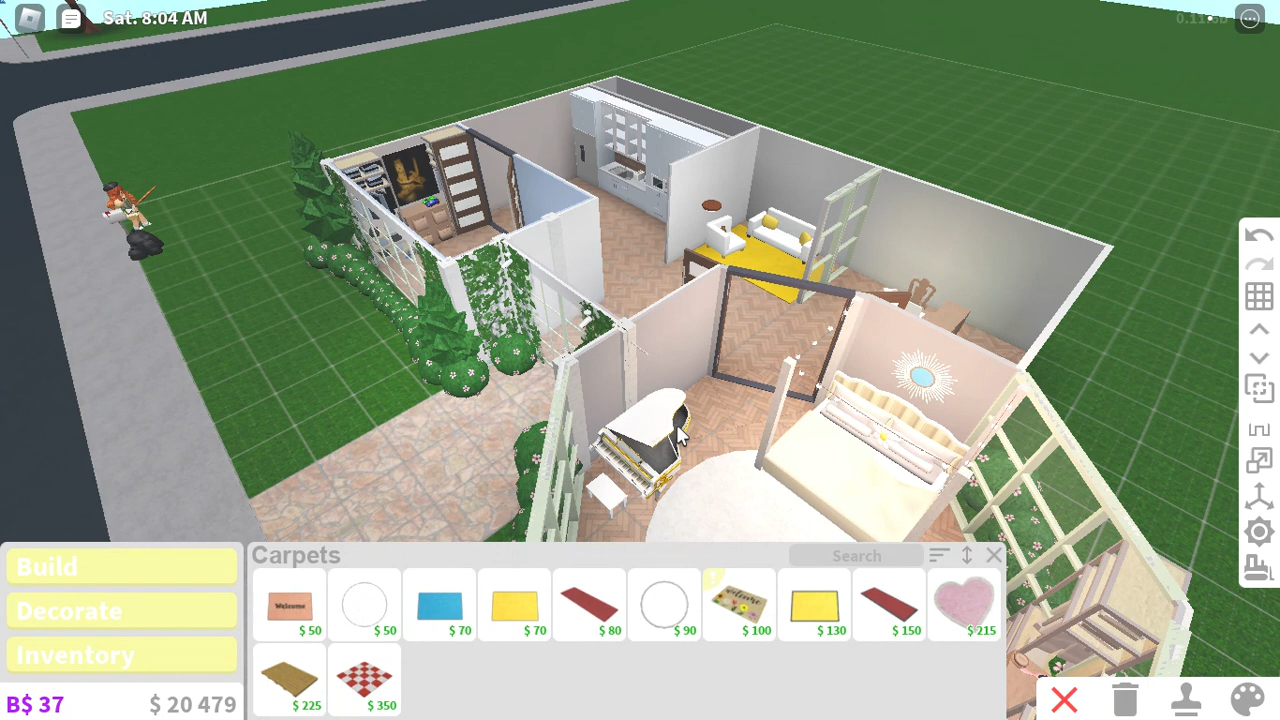 Sat. 8:04 AM
Carpets
Search
Build
Decorate
Inventory
B$ 37
$ 20 479
Welcome
$ 50
$ 50
$ 70
$ 70
$ 80
$ 90
welcome
$ 100
$ 130
$ 150
$ 215
$ 225
$ 350